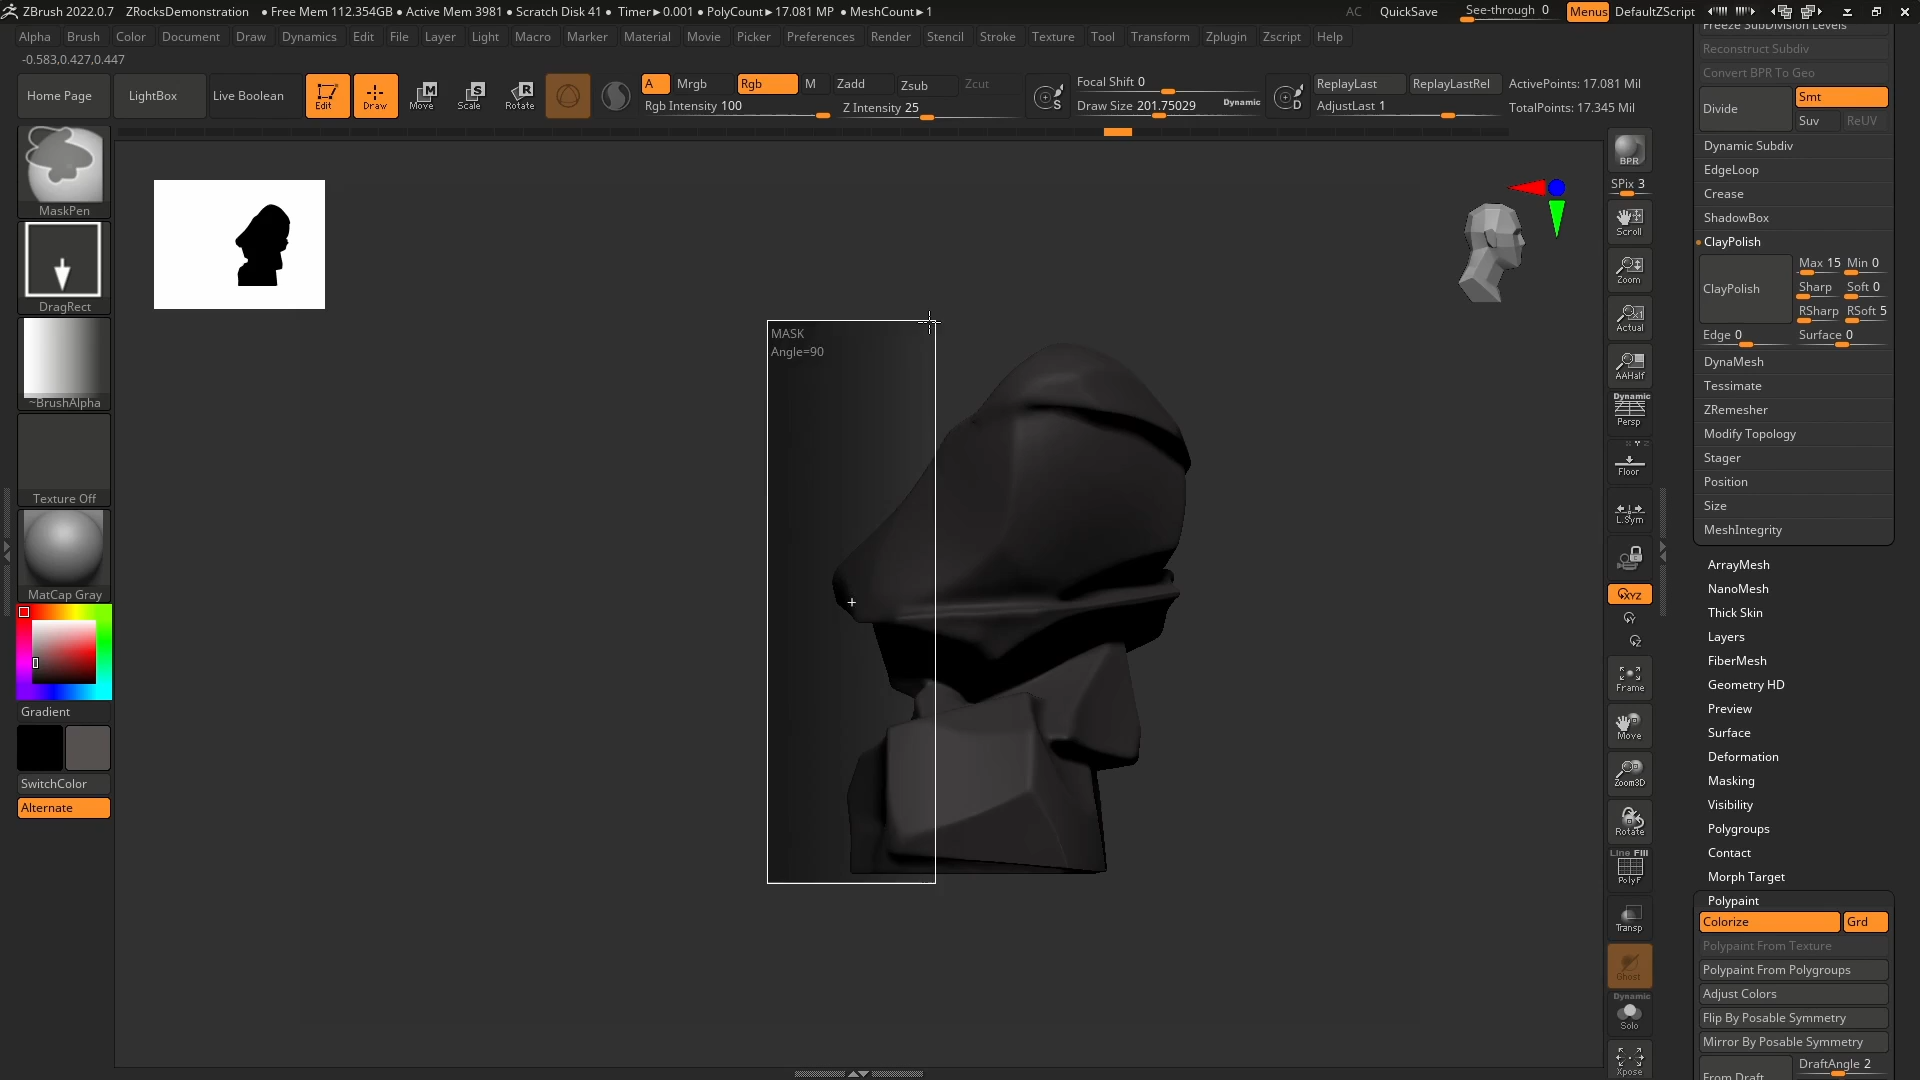 ZBrush 2022.0.7 ZRocksDemonstration ● Free Mem 112.354GB ● Active Mem 3981 ● Scratch Disk 41 ● Timer►0.001 ● PolyCount►17.081 MP ● MeshCount►1 AC QuickSave See-through 0 Menus DefaultZScript
Alpha Brush Color Document Draw Dynamics Edit File Layer Light Macro Marker Material Movie Picker Preferences Render Stencil Stroke Texture Tool Transform Zplugin Zscript Help
-0.583,0.427,0.447
Home Page LightBox Live Boolean Edit Draw Move Scale Rotate
A Mrgb Rgb M Zadd Zsub Zcut
Rgb Intensity 100 Z Intensity 25
Focal Shift 0
Draw Size 201.75029 Dynamic
ReplayLast ReplayLastRel
AdjustLast 1
ActivePoints: 17.081 Mil
TotalPoints: 17.345 Mil
MaskPen
DragRect
~BrushAlpha
Texture Off
MatCap Gray
Gradient
SwitchColor
Alternate
MASK
Angle=90
BPR
SPix 3
Scroll
Zoom
Actual
AAHalf
Dynamic
Persp
Floor
L.Sym
XYZ
Frame
Move
Zoom3D
Rotate
Line Fill
PolyF
Transp
Ghost
Dynamic
Solo
Xpose
Freeze SubDivision Levels
Reconstruct Subdiv
Convert BPR To Geo
Divide Smt
Suv ReUV
Dynamic Subdiv
EdgeLoop
Crease
ShadowBox
ClayPolish
ClayPolish Max 15 Min 0
Sharp Soft 0
RSharp RSoft 5
Edge 0 Surface 0
DynaMesh
Tessimate
ZRemesher
Modify Topology
Stager
Position
Size
MeshIntegrity
ArrayMesh
NanoMesh
Thick Skin
Layers
FiberMesh
Geometry HD
Preview
Surface
Deformation
Masking
Visibility
Polygroups
Contact
Morph Target
Polypaint
Colorize Grd
Polypaint From Texture
Polypaint From Polygroups
Adjust Colors
Flip By Posable Symmetry
Mirror By Posable Symmetry
From Draft DraftAngle 2